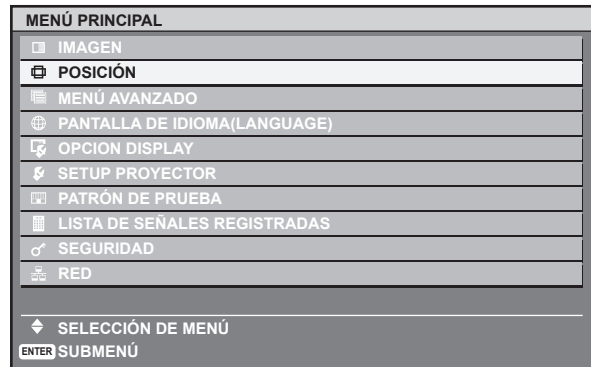 MENÚ PRINCIPAL
IMAGEN
POSICIÓN
MENÚ AVANZADO
PANTALLA DE IDIOMA(LANGUAGE)
OPCION DISPLAY
SETUP PROYECTOR
PATRÓN DE PRUEBA
LISTA DE SEÑALES REGISTRADAS
SEGURIDAD
RED
SELECCIÓN DE MENÚ
ENTER SUBMENÚ